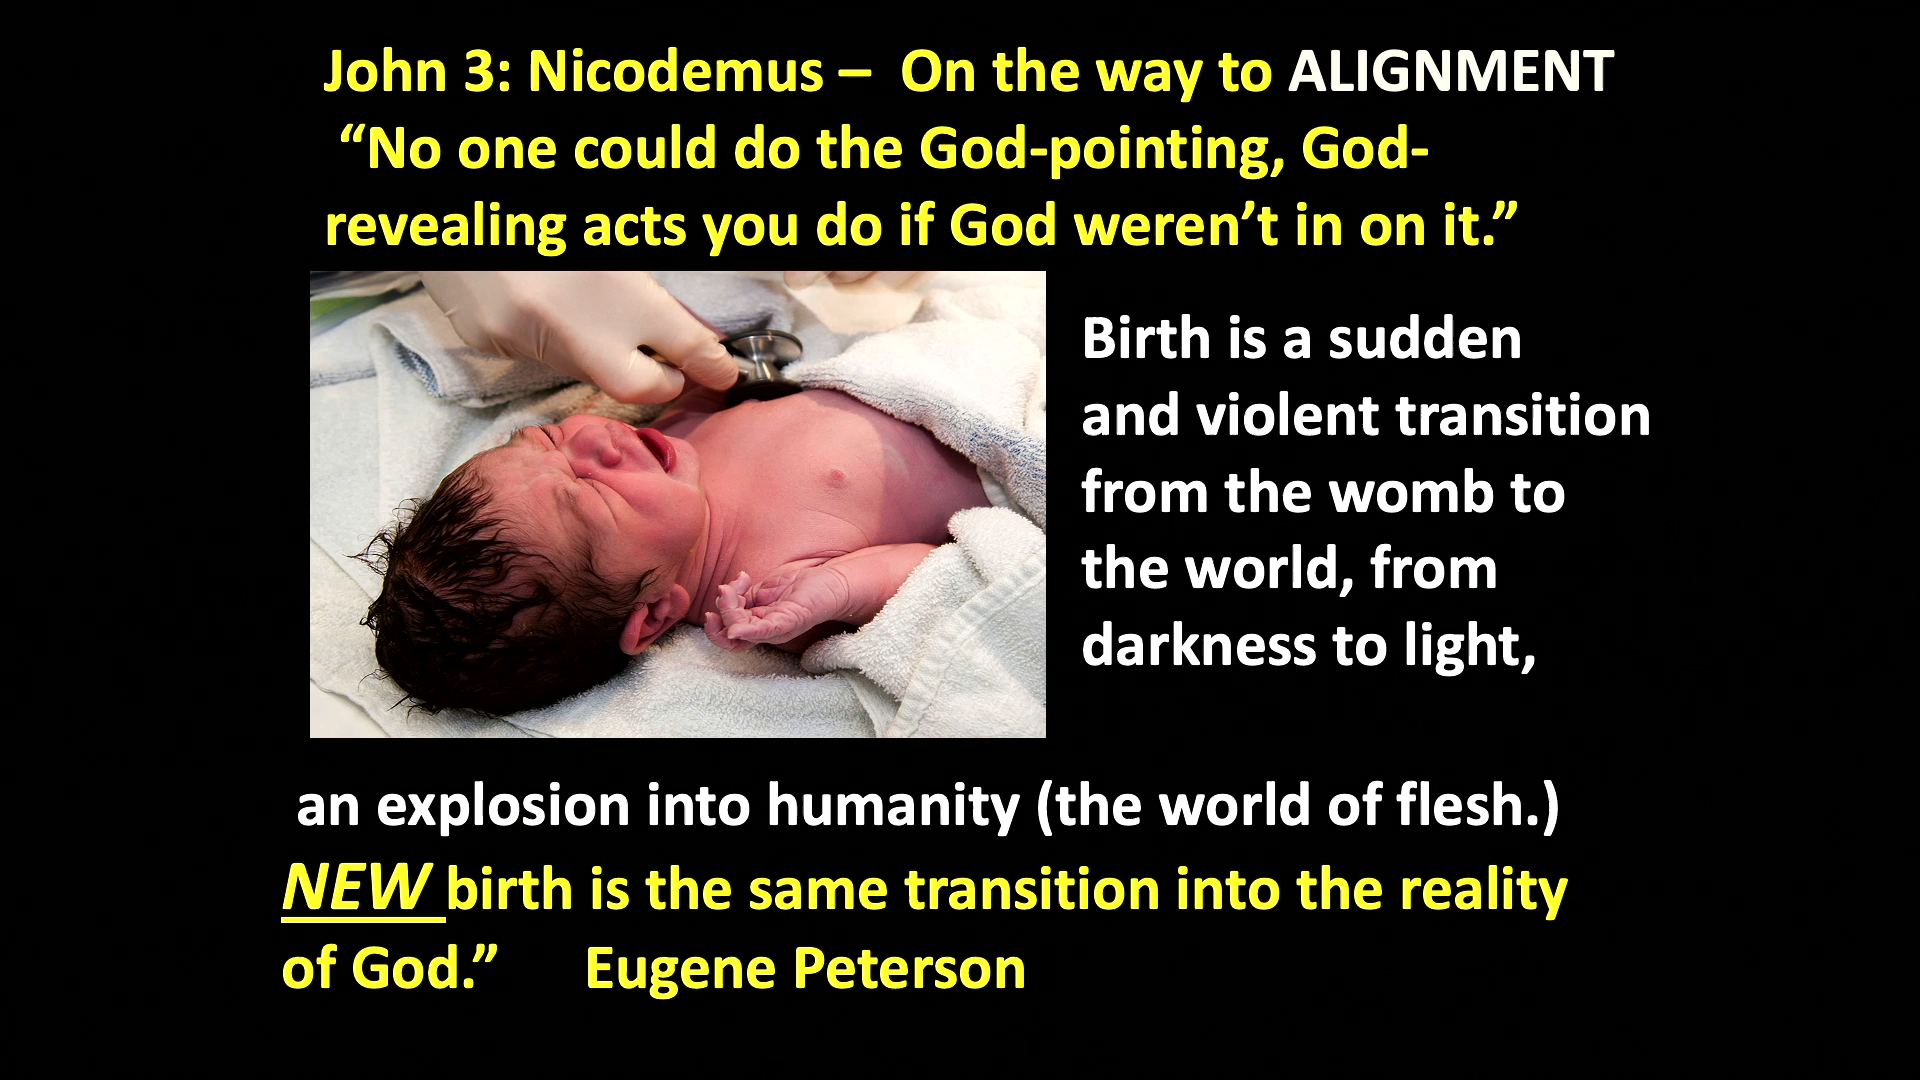 John 3: Nicodemus – On the way to ALIGNMENT
“No one could do the God-pointing, God-
revealing acts you do if God weren’t in on it.”
Birth is a sudden
and violent transition
from the womb to
the world, from
darkness to light,
an explosion into humanity (the world of flesh.)
NEW birth is the same transition into the reality
of God.” Eugene Peterson